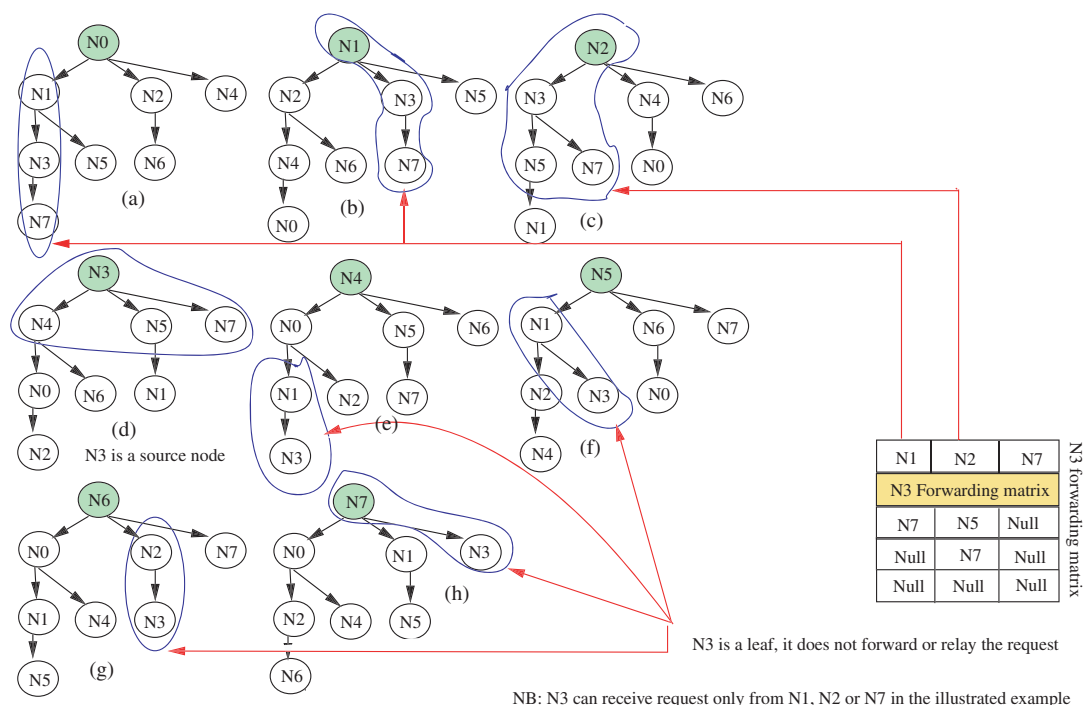 N0
N1
N2
N4
N3
N5
N6
N7
(a)
N1
N2
N3
N5
N4
N6
N7
N0
(b)
N2
N3
N4
N6
N5
N7
N0
N1
(c)
N3
N4
N5
N7
N0
N6
N1
N2
(d)
N3 is a source node
N4
N0
N5
N6
N1
N2
N7
N3
(e)
N5
N1
N6
N7
N2
N3
N0
N4
(f)
N6
N0
N2
N7
N1
N4
N3
N5
(g)
N7
N0
N1
N3
N2
N4
N5
N6
(h)
N1 N2 N7
N3 Forwarding matrix
N7 N5 Null
Null N7 Null
Null Null Null
N3 forwarding matrix
N3 is a leaf, it does not forward or relay the request
NB: N3 can receive request only from N1, N2 or N7 in the illustrated example